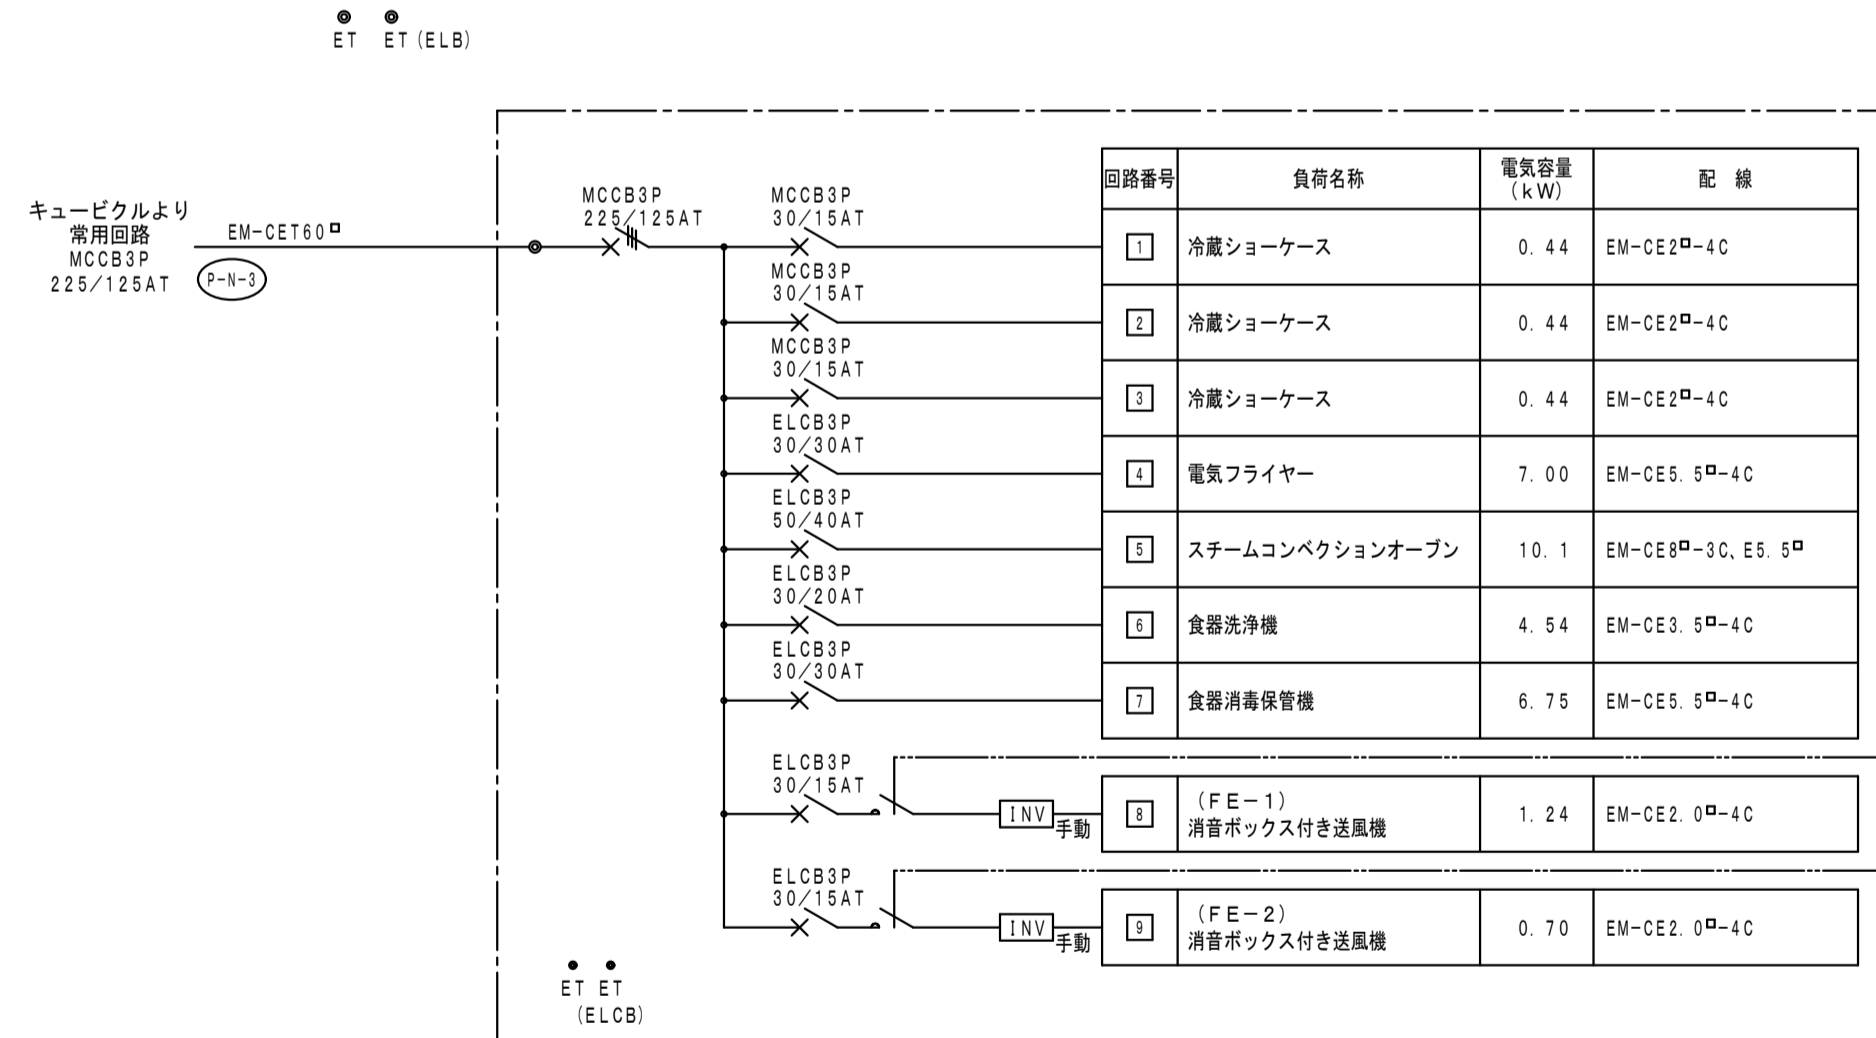 ET ET(ELB)
キュービクルより
常用回路
MCCB3P
225/125AT
EM-CET60□
P-N-3
MCCB3P
225/125AT
回路番号 負荷名称 電気容量(kW) 配 線
MCCB3P
30/15AT
1 冷蔵ショーケース 0.44 EM-CE2□-4C
MCCB3P
30/15AT
2 冷蔵ショーケース 0.44 EM-CE2□-4C
MCCB3P
30/15AT
3 冷蔵ショーケース 0.44 EM-CE2□-4C
ELCB3P
30/30AT
4 電気フライヤー 7.00 EM-CE5.5□-4C
ELCB3P
50/40AT
5 スチームコンベクションオーブン 10.1 EM-CE8□-3C、E5.5□
ELCB3P
30/20AT
6 食器洗浄機 4.54 EM-CE3.5□-4C
ELCB3P
30/30AT
7 食器消毒保管機 6.75 EM-CE5.5□-4C
ELCB3P
30/15AT
INV
手動
8 (FE-1)
消音ボックス付き送風機 1.24 EM-CE2.0□-4C
ELCB3P
30/15AT
INV
手動
9 (FE-2)
消音ボックス付き送風機 0.70 EM-CE2.0□-4C
ET ET
(ELCB)